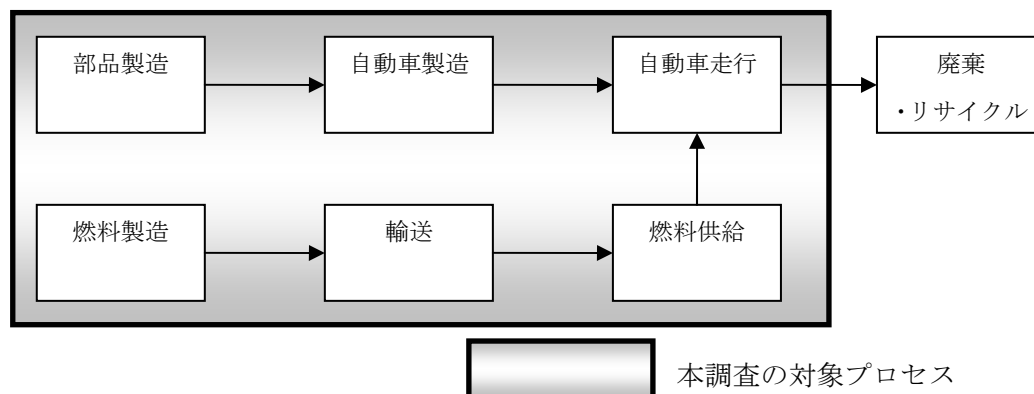 部品製造
自動車製造
自動車走行
廃棄
・リサイクル
燃料製造
輸送
燃料供給
本調査の対象プロセス